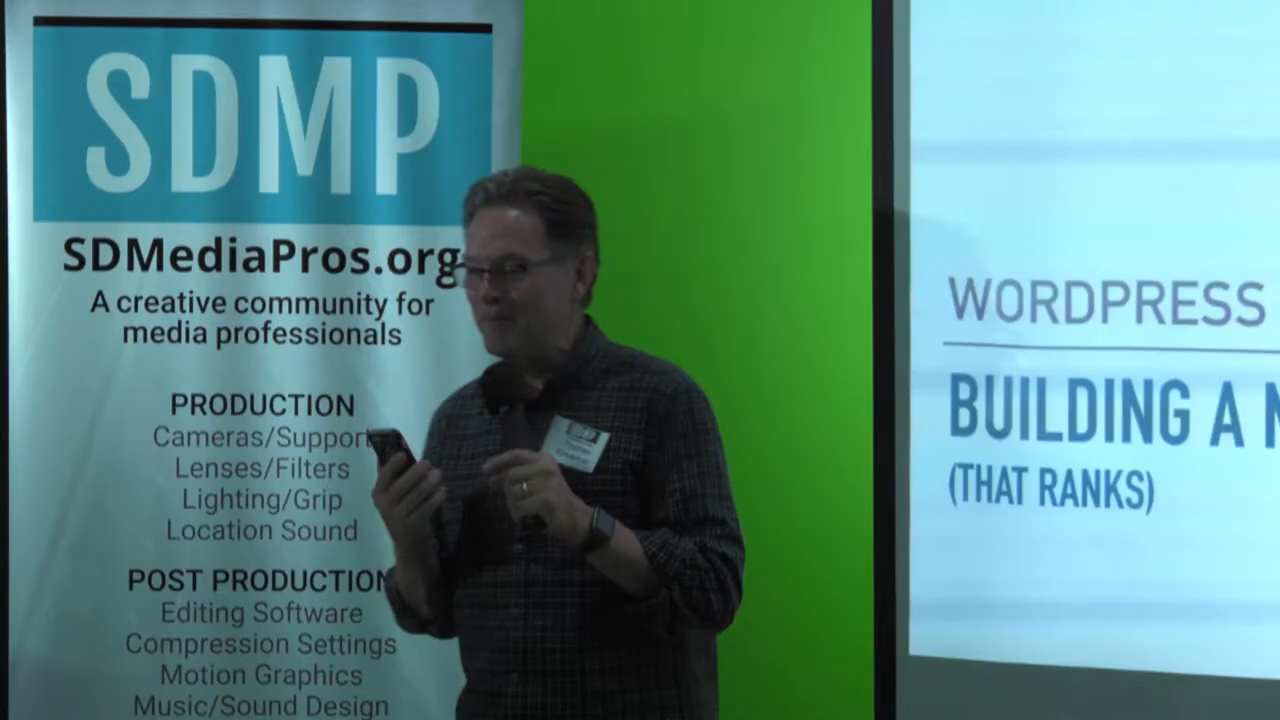 SDMP
SDMediaPros.org
A creative community for
media professionals
PRODUCTION
Cameras/Support
Lenses/Filters
Lighting/Grip
Location Sound
POST PRODUCTION
Editing Software
Compression Settings
Motion Graphics
Music/Sound Design
WORDPRESS
BUILDING A
(THAT RANKS)